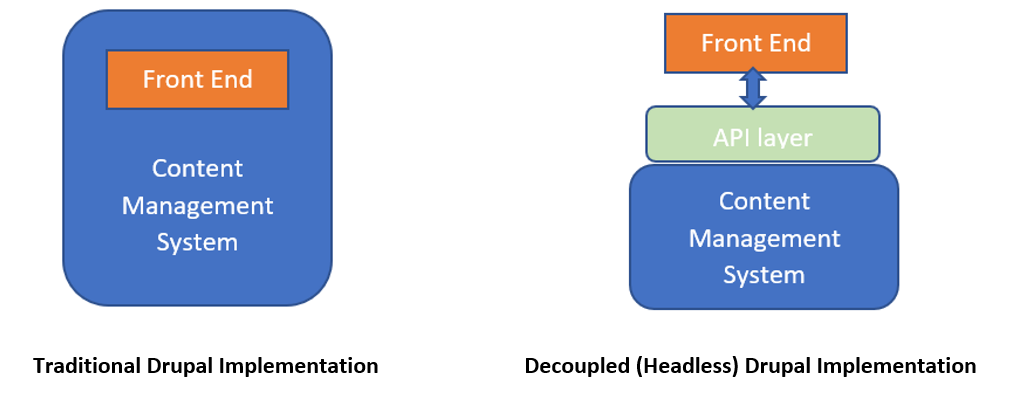 Front End
Content
Management
System
Traditional Drupal Implementation
Front End
API layer
Content
Management
System
Decoupled (Headless) Drupal Implementation